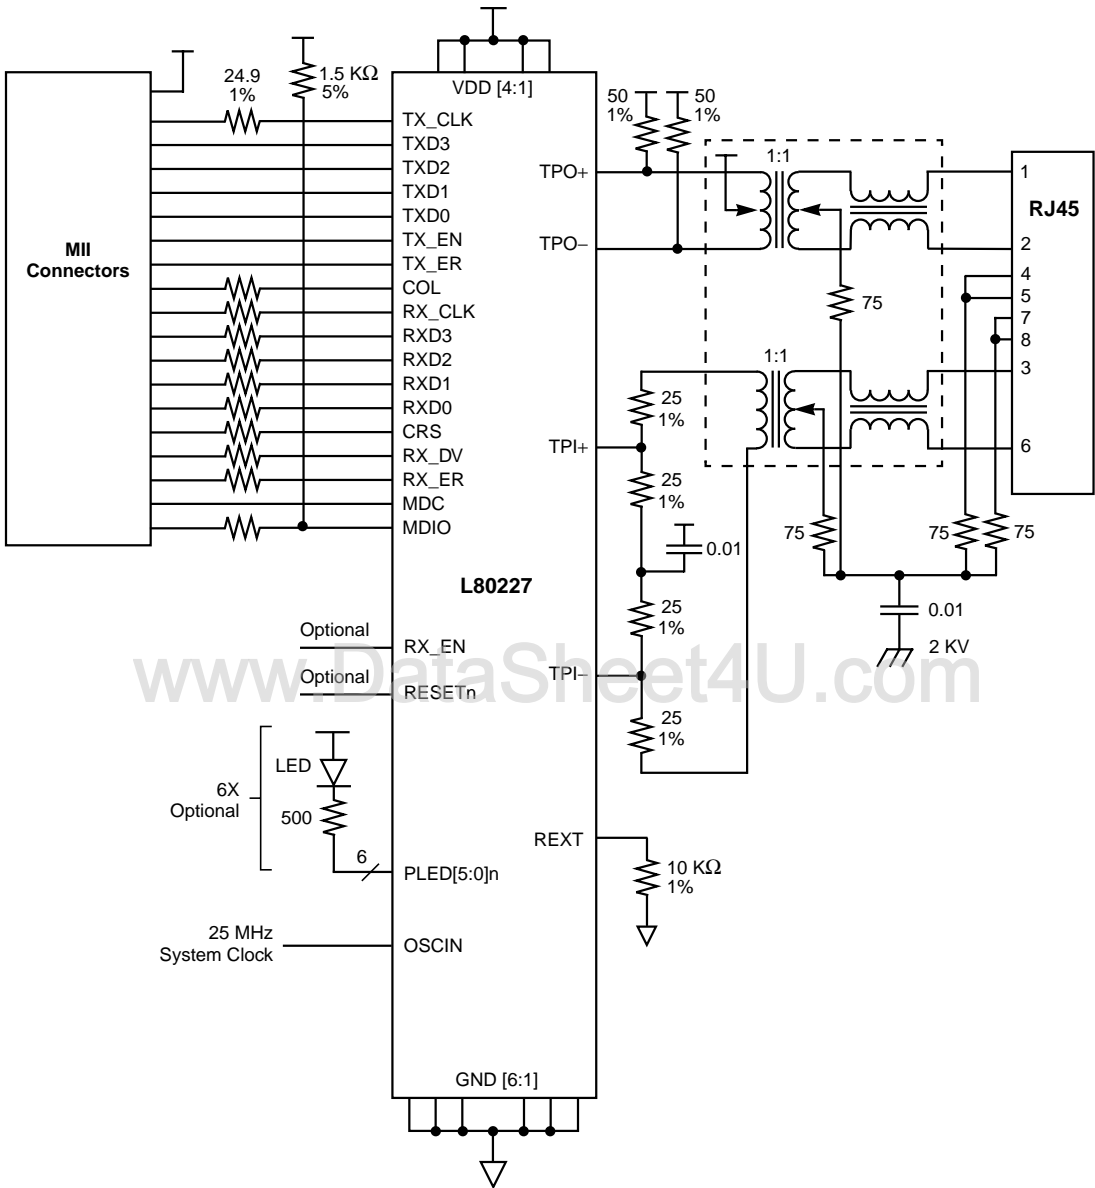 VDD [4:1]
24.9
1%
1.5 KΩ
5%
MII
Connectors
TX_CLK
TXD3
TXD2
TXD1
TXD0
TX_EN
TX_ER
COL
RX_CLK
RXD3
RXD2
RXD1
RXD0
CRS
RX_DV
RX_ER
MDC
MDIO
L80227
Optional
RX_EN
Optional
RESETn
LED
6X
Optional
500
6
PLED[5:0]n
25 MHz
System Clock
OSCIN
GND [6:1]
50
1%
50
1%
TPO+
TPO−
1:1
75
1:1
25
1%
TPI+
25
1%
0.01
25
1%
TPI−
25
1%
REXT
10 KΩ
1%
RJ45
1
2
4
5
7
8
3
6
75
75
75
0.01
2 KV
www.DataSheet4U.com